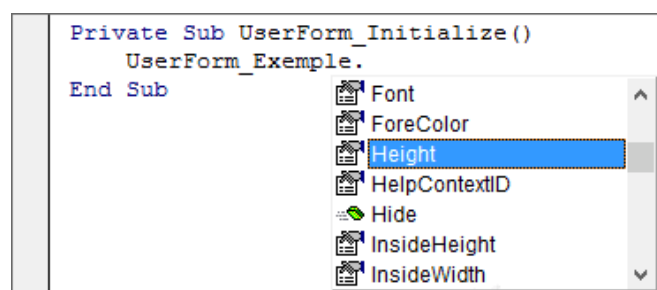 Private Sub UserForm_Initialize()
UserForm_Exemple.
End Sub
Font
ForeColor
Height
HelpContextID
Hide
InsideHeight
InsideWidth